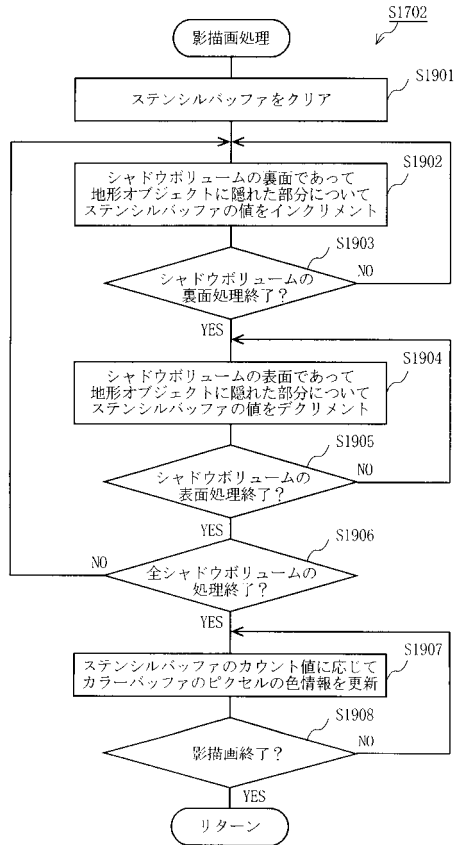 S1702
影描画処理
S1901
ステンシルバッファをクリア
S1902
シャドウボリュームの裏面であって
地形オブジェクトに隠れた部分について
ステンシルバッファの値をインクリメント
S1903
シャドウボリュームの
裏面処理終了?
NO
YES
S1904
シャドウボリュームの表面であって
地形オブジェクトに隠れた部分について
ステンシルバッファの値をデクリメント
S1905
シャドウボリュームの
表面処理終了?
NO
YES
S1906
NO
全シャドウボリュームの
処理終了?
YES
S1907
ステンシルバッファのカウント値に応じて
カラーバッファのピクセルの色情報を更新
S1908
影描画終了?
NO
YES
リターン